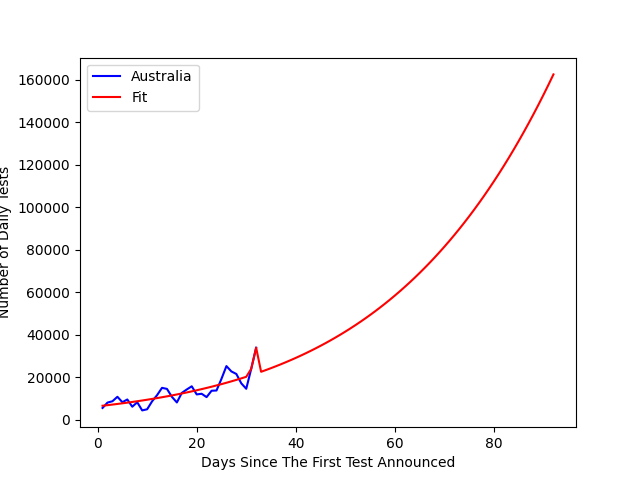 160000
140000
120000
100000
80000
60000
40000
20000
0
Number of Daily Tests
Australia
Fit
0 20 40 60 80
Days Since The First Test Announced